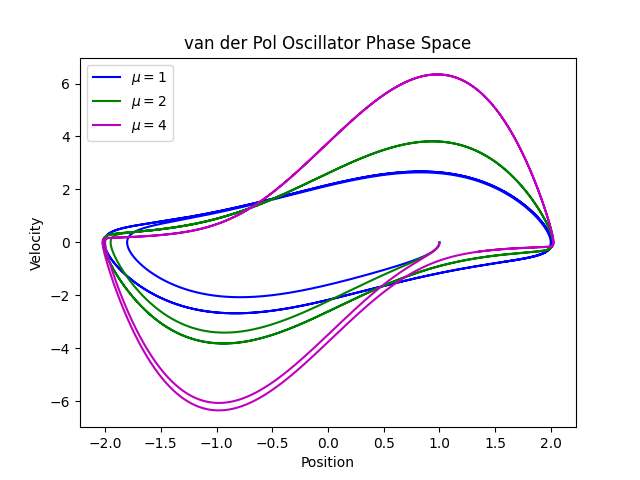 van der Pol Oscillator Phase Space
μ = 1
μ = 2
μ = 4
6
4
2
0
−2
−4
−6
Velocity
−2.0 −1.5 −1.0 −0.5 0.0 0.5 1.0 1.5 2.0
Position